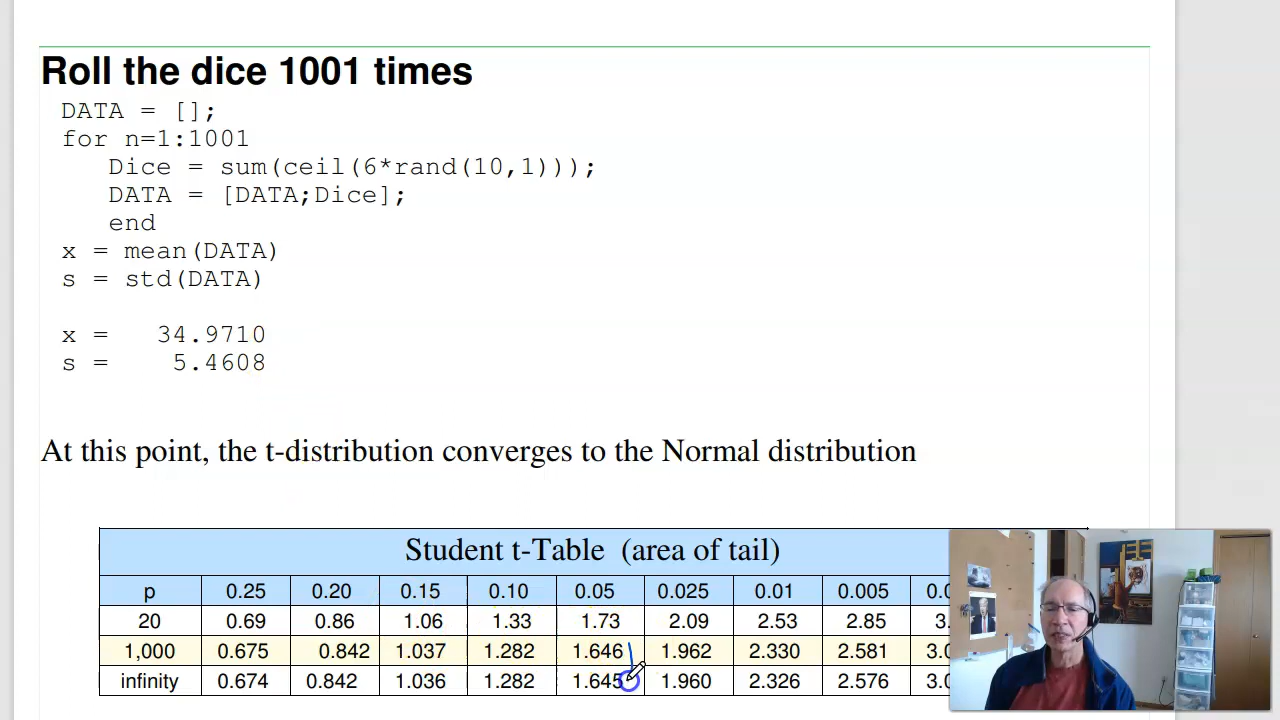 Roll the dice 1001 times
DATA = [];
for n=1:1001
Dice = sum(ceil(6*rand(10,1)));
DATA = [DATA;Dice];
end
x = mean(DATA)
s = std(DATA)
x = 34.9710
s = 5.4608
At this point, the t-distribution converges to the Normal distribution
Student t-Table (area of tail)
p 0.25 0.20 0.15 0.10 0.05 0.025 0.01 0.005
20 0.69 0.86 1.06 1.33 1.73 2.09 2.53 2.85
1,000 0.675 0.842 1.037 1.282 1.646 1.962 2.330 2.581
infinity 0.674 0.842 1.036 1.282 1.645 1.960 2.326 2.576